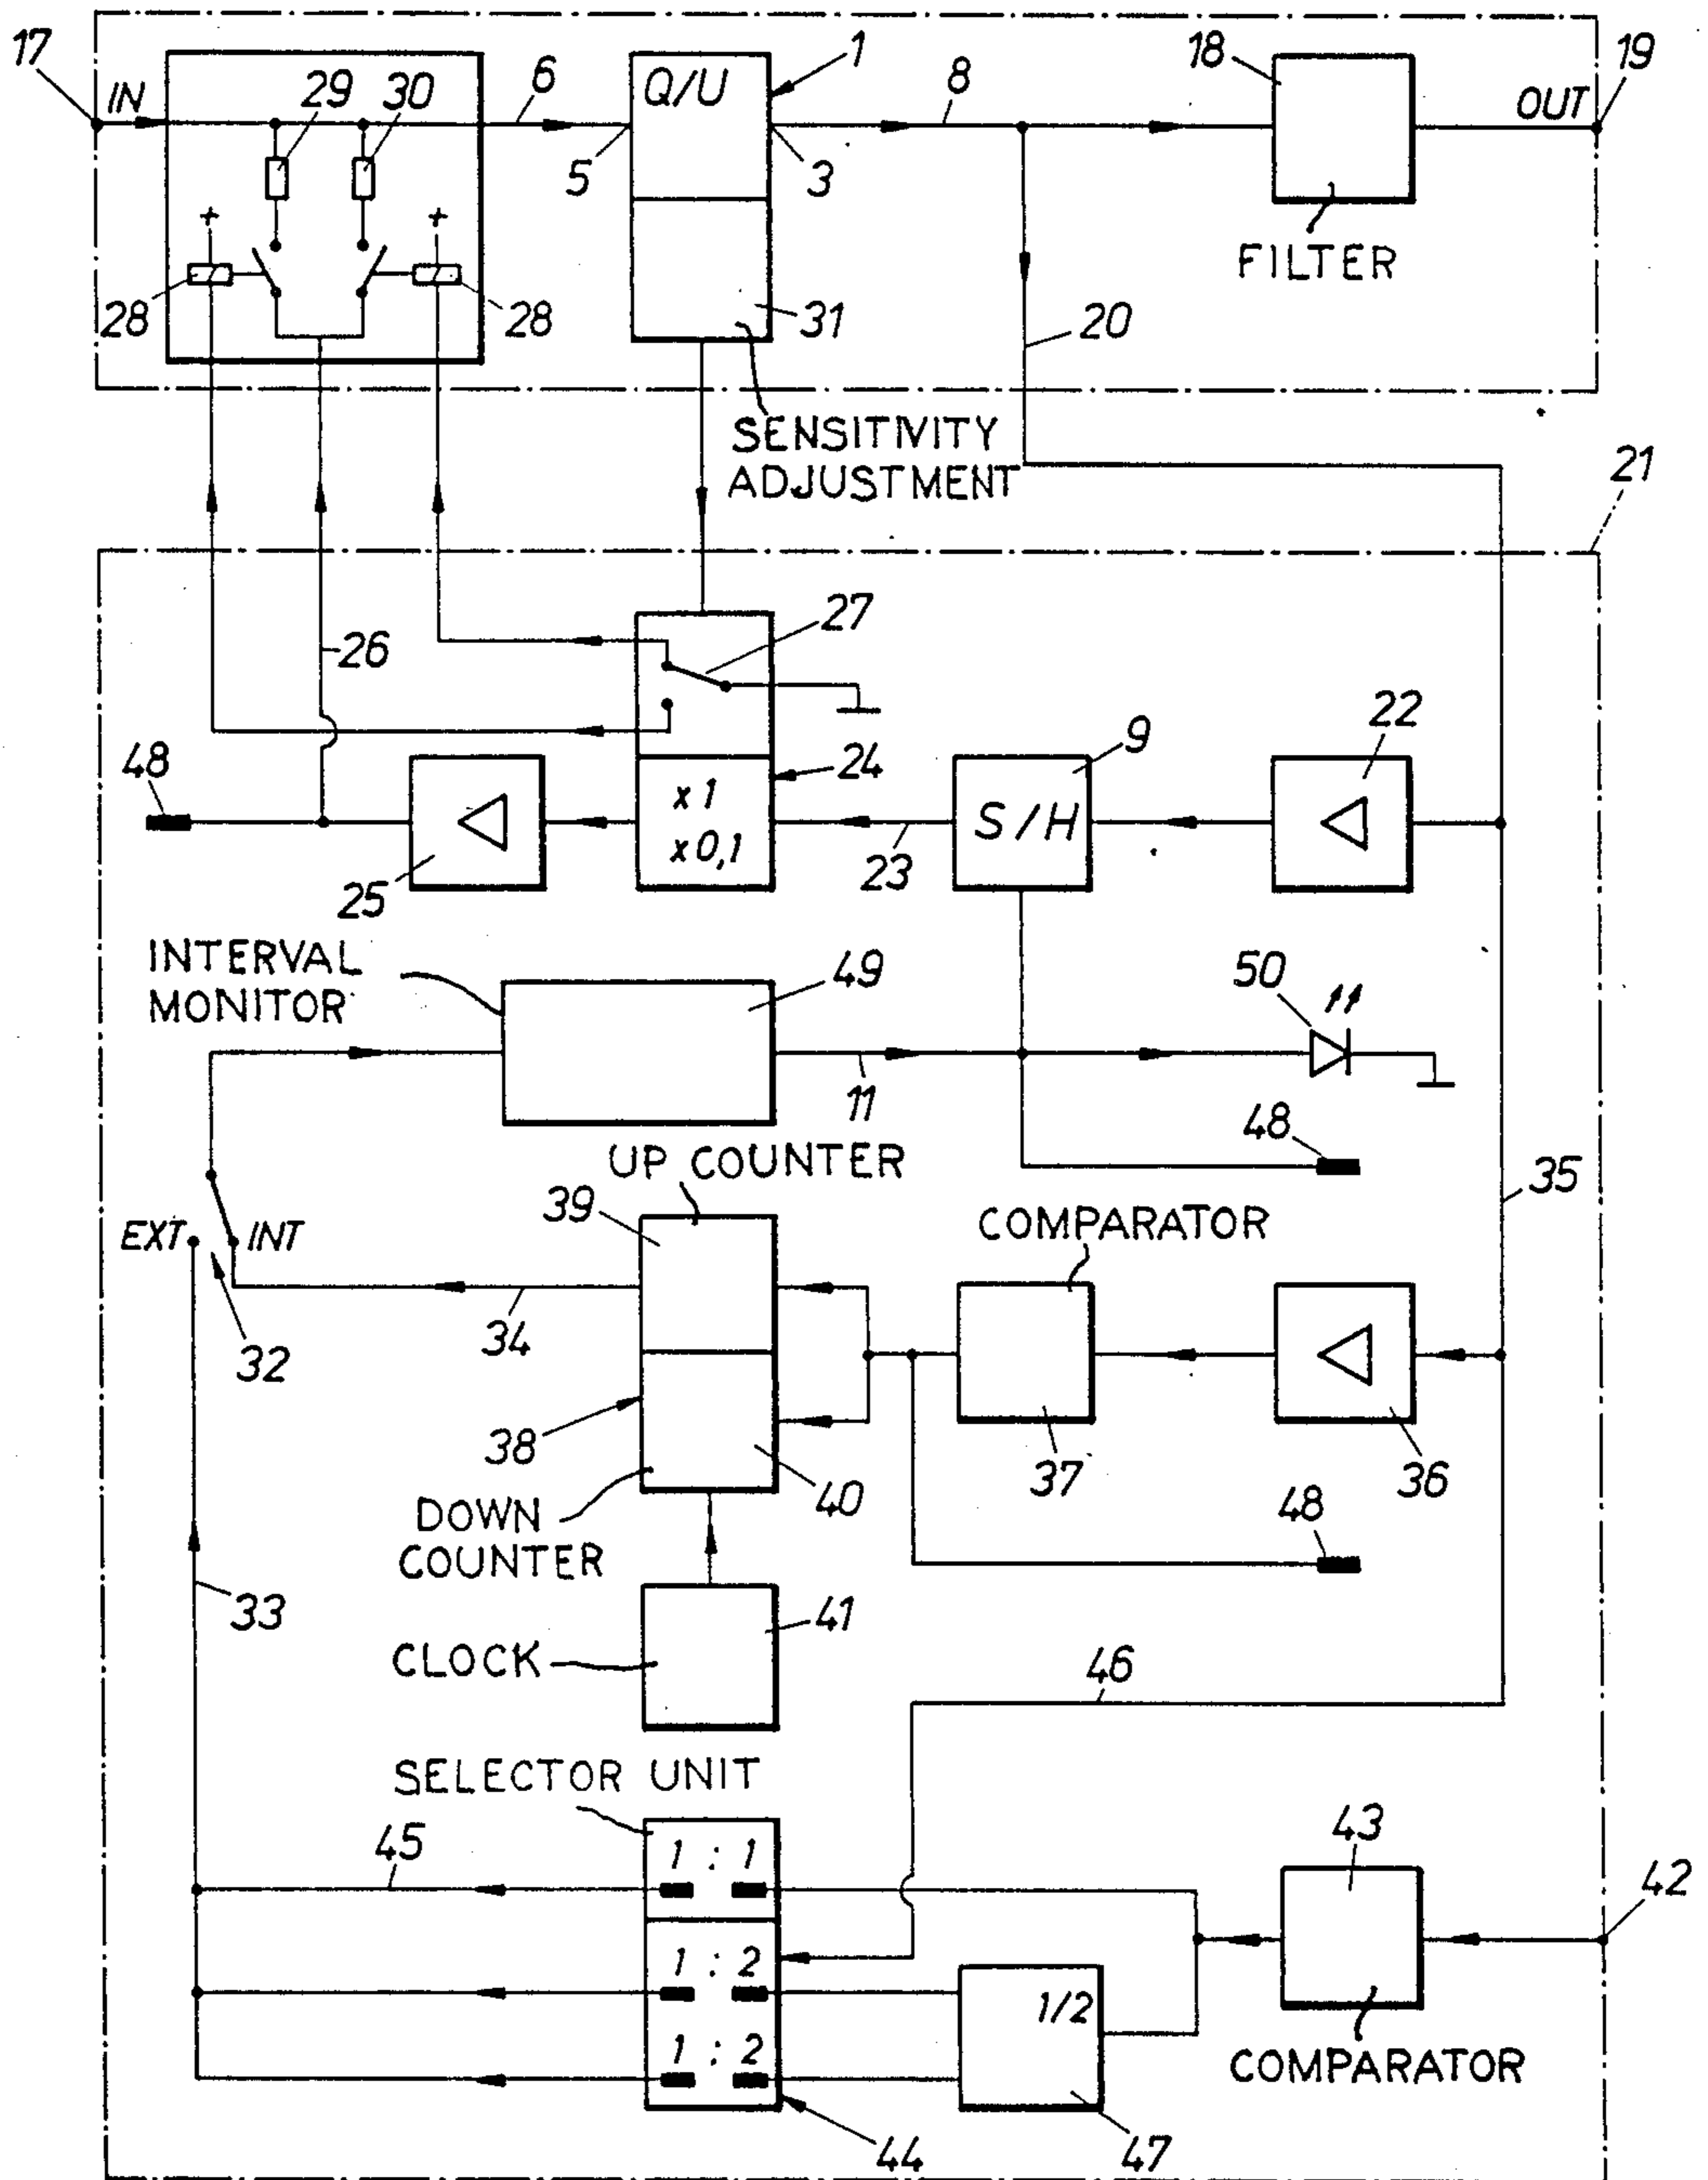 17
IN
29
30
6
Q/U
1
8
18
OUT
19
5
3
+
+
28
28
31
20
FILTER
SENSITIVITY
ADJUSTMENT
21
27
26
22
48
9
24
x1
x0,1
S/H
23
25
INTERVAL
MONITOR
49
50
11
48
UP COUNTER
35
39
COMPARATOR
EXT
INT
34
32
38
37
36
40
48
DOWN
COUNTER
33
41
CLOCK
46
SELECTOR UNIT
45
1 : 1
43
42
1 : 2
1/2
1 : 2
COMPARATOR
44
47